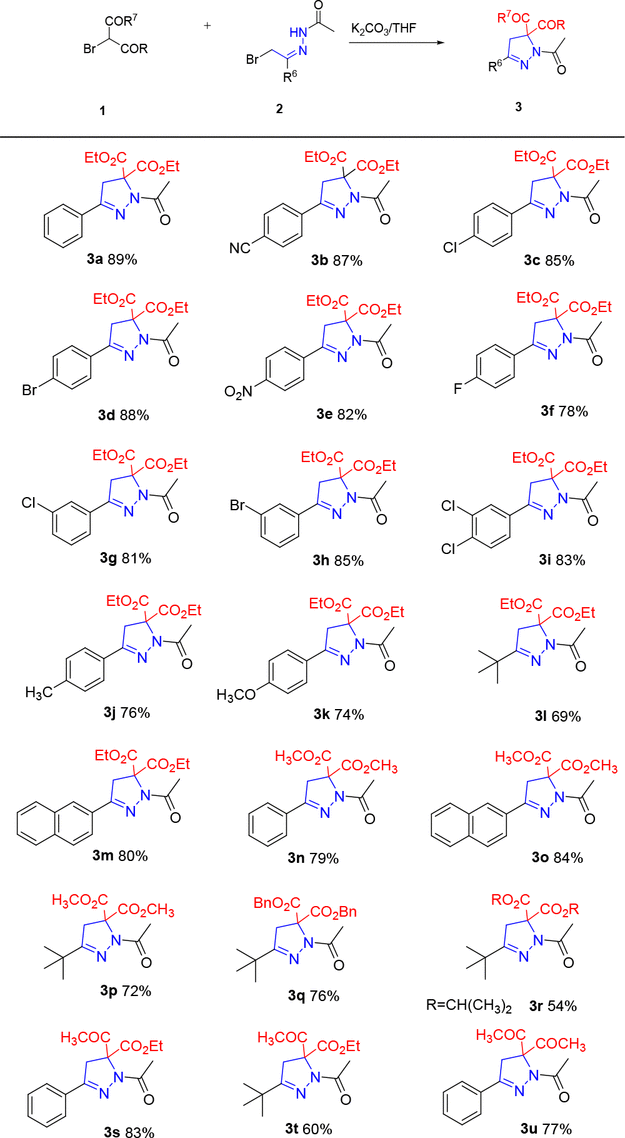 COR⁷
Br COR
1
+
O
HN
N
Br
R⁶
2
K₂CO₃/THF
R⁷OC COR
N
R⁶ N O
3
EtO₂C CO₂Et
N
N O
3a 89%
EtO₂C CO₂Et
N
N O
NC
3b 87%
EtO₂C CO₂Et
N
N O
Cl
3c 85%
EtO₂C CO₂Et
N
N O
Br
3d 88%
EtO₂C CO₂Et
N
N O
O₂N
3e 82%
EtO₂C CO₂Et
N
N O
F
3f 78%
EtO₂C CO₂Et
Cl N
N O
3g 81%
EtO₂C CO₂Et
Br N
N O
3h 85%
EtO₂C CO₂Et
Cl N
N O
Cl
3i 83%
EtO₂C CO₂Et
N
N O
H₃C
3j 76%
EtO₂C CO₂Et
N
N O
OCH₃
3k 74%
EtO₂C CO₂Et
N
N O
3l 69%
EtO₂C CO₂Et
N
N O
3m 80%
H₃CO₂C CO₂CH₃
N
N O
3n 79%
H₃CO₂C CO₂CH₃
N
N O
3o 84%
H₃CO₂C CO₂CH₃
N
N O
3p 72%
BnO₂C CO₂Bn
N
N O
3q 76%
RO₂C CO₂R
N
N O
R=CH(CH₃)₂ 3r 54%
H₃COC CO₂Et
N
N O
3s 83%
H₃COC CO₂Et
N
N O
3t 60%
H₃COC COCH₃
N
N O
3u 77%